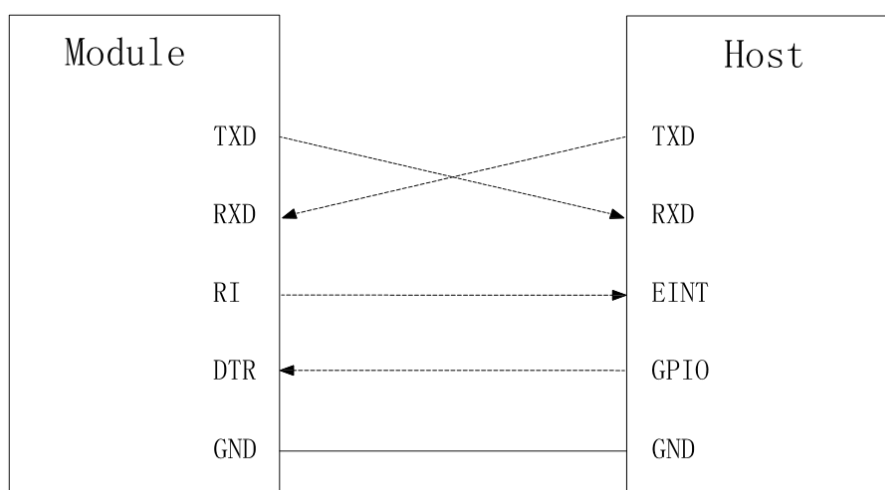 Module
Host
TXD
TXD
RXD
RXD
RI
EINT
DTR
GPIO
GND
GND